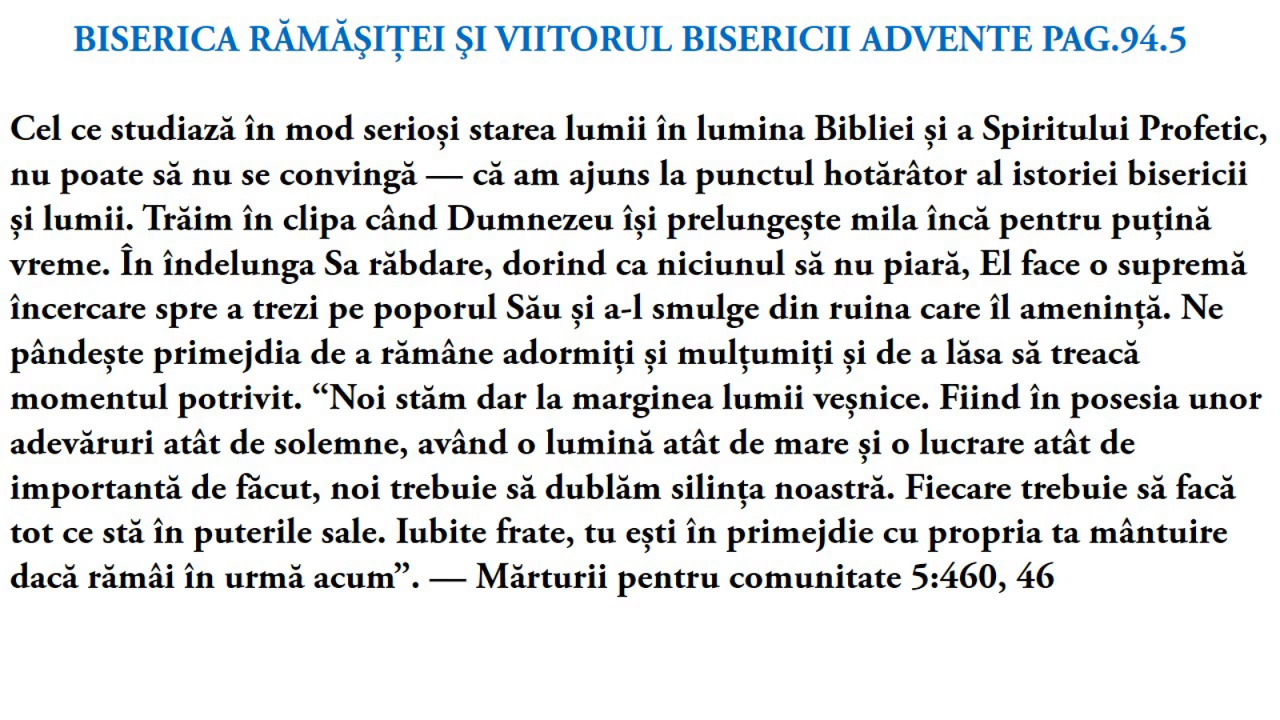 BISERICA RĂMĂŞIȚEI ŞI VIITORUL BISERICII ADVENTE PAG.94.5
Cel ce studiază în mod serioși starea lumii în lumina Bibliei și a Spiritului Profetic,
nu poate să nu se convingă — că am ajuns la punctul hotărâtor al istoriei bisericii
și lumii. Trăim în clipa când Dumnezeu își prelungește mila încă pentru puțină
vreme. În îndelunga Sa răbdare, dorind ca niciunul să nu piară, El face o supremă
încercare spre a trezi pe poporul Său și a-l smulge din ruina care îl amenință. Ne
pândește primejdia de a rămâne adormiți și mulțumiți și de a lăsa să treacă
momentul potrivit. “Noi stăm dar la marginea lumii veșnice. Fiind în posesia unor
adevăruri atât de solemne, având o lumină atât de mare și o lucrare atât de
importantă de făcut, noi trebuie să dublăm silința noastră. Fiecare trebuie să facă
tot ce stă în puterile sale. Iubite frate, tu ești în primejdie cu propria ta mântuire
dacă rămâi în urmă acum”. — Mărturii pentru comunitate 5:460, 46